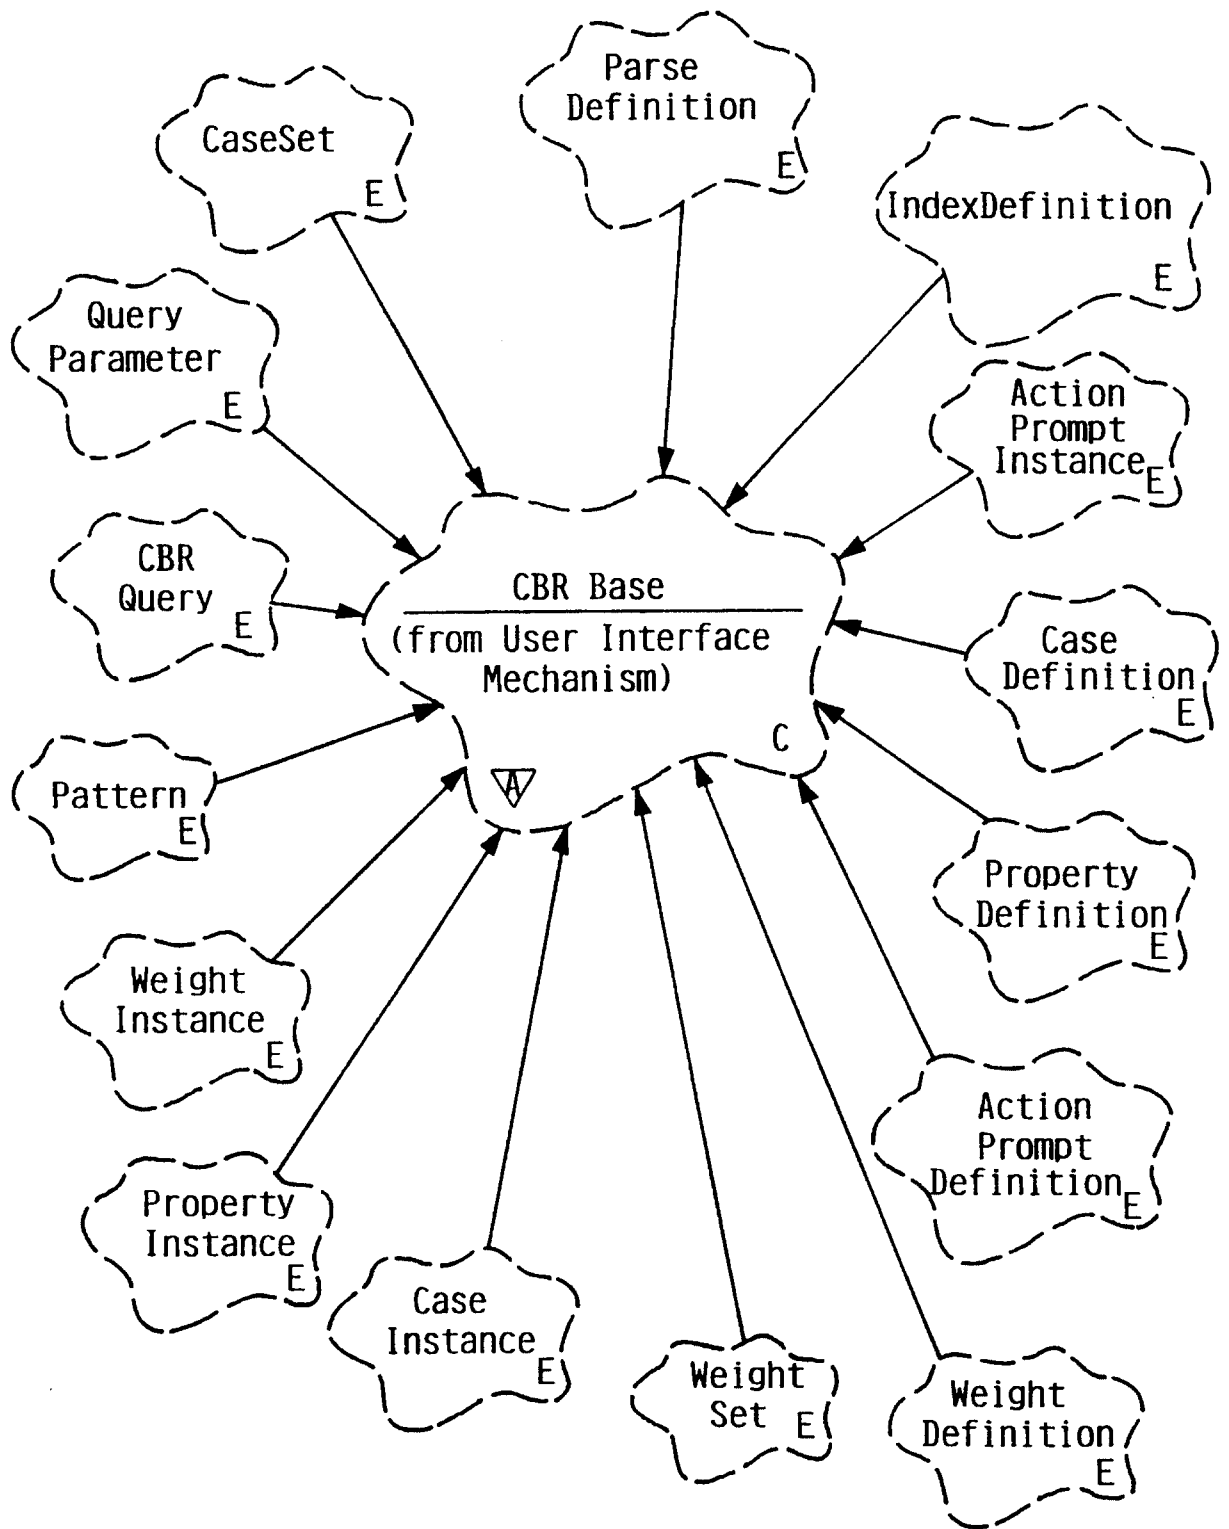 Parse
Definition
E
CaseSet
E
IndexDefinition
E
Query
Parameter
E
Action
Prompt
Instance
E
CBR
Query
E
CBR Base
(from User Interface
Mechanism)
C
A
Case
Definition
E
Pattern
E
Property
Definition
E
Weight
Instance
E
Action
Prompt
Definition
E
Property
Instance
E
Case
Instance
E
Weight
Set
E
Weight
Definition
E